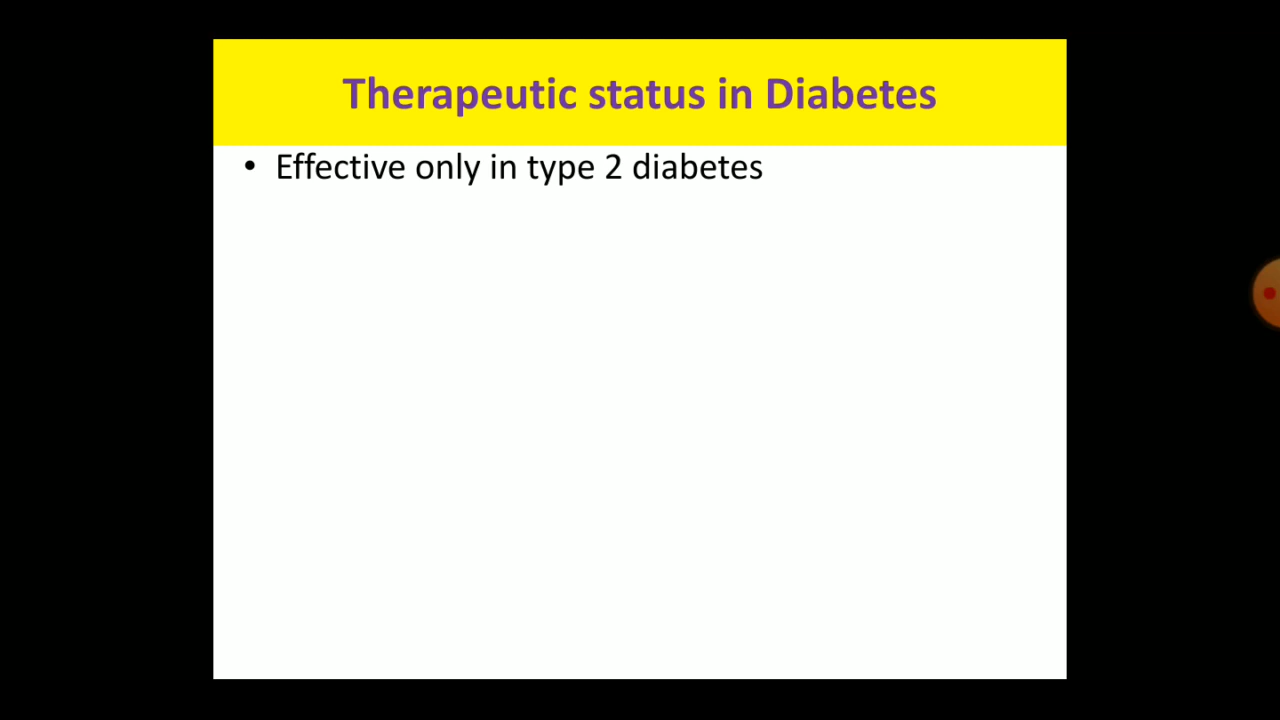 Therapeutic status in Diabetes
• Effective only in type 2 diabetes